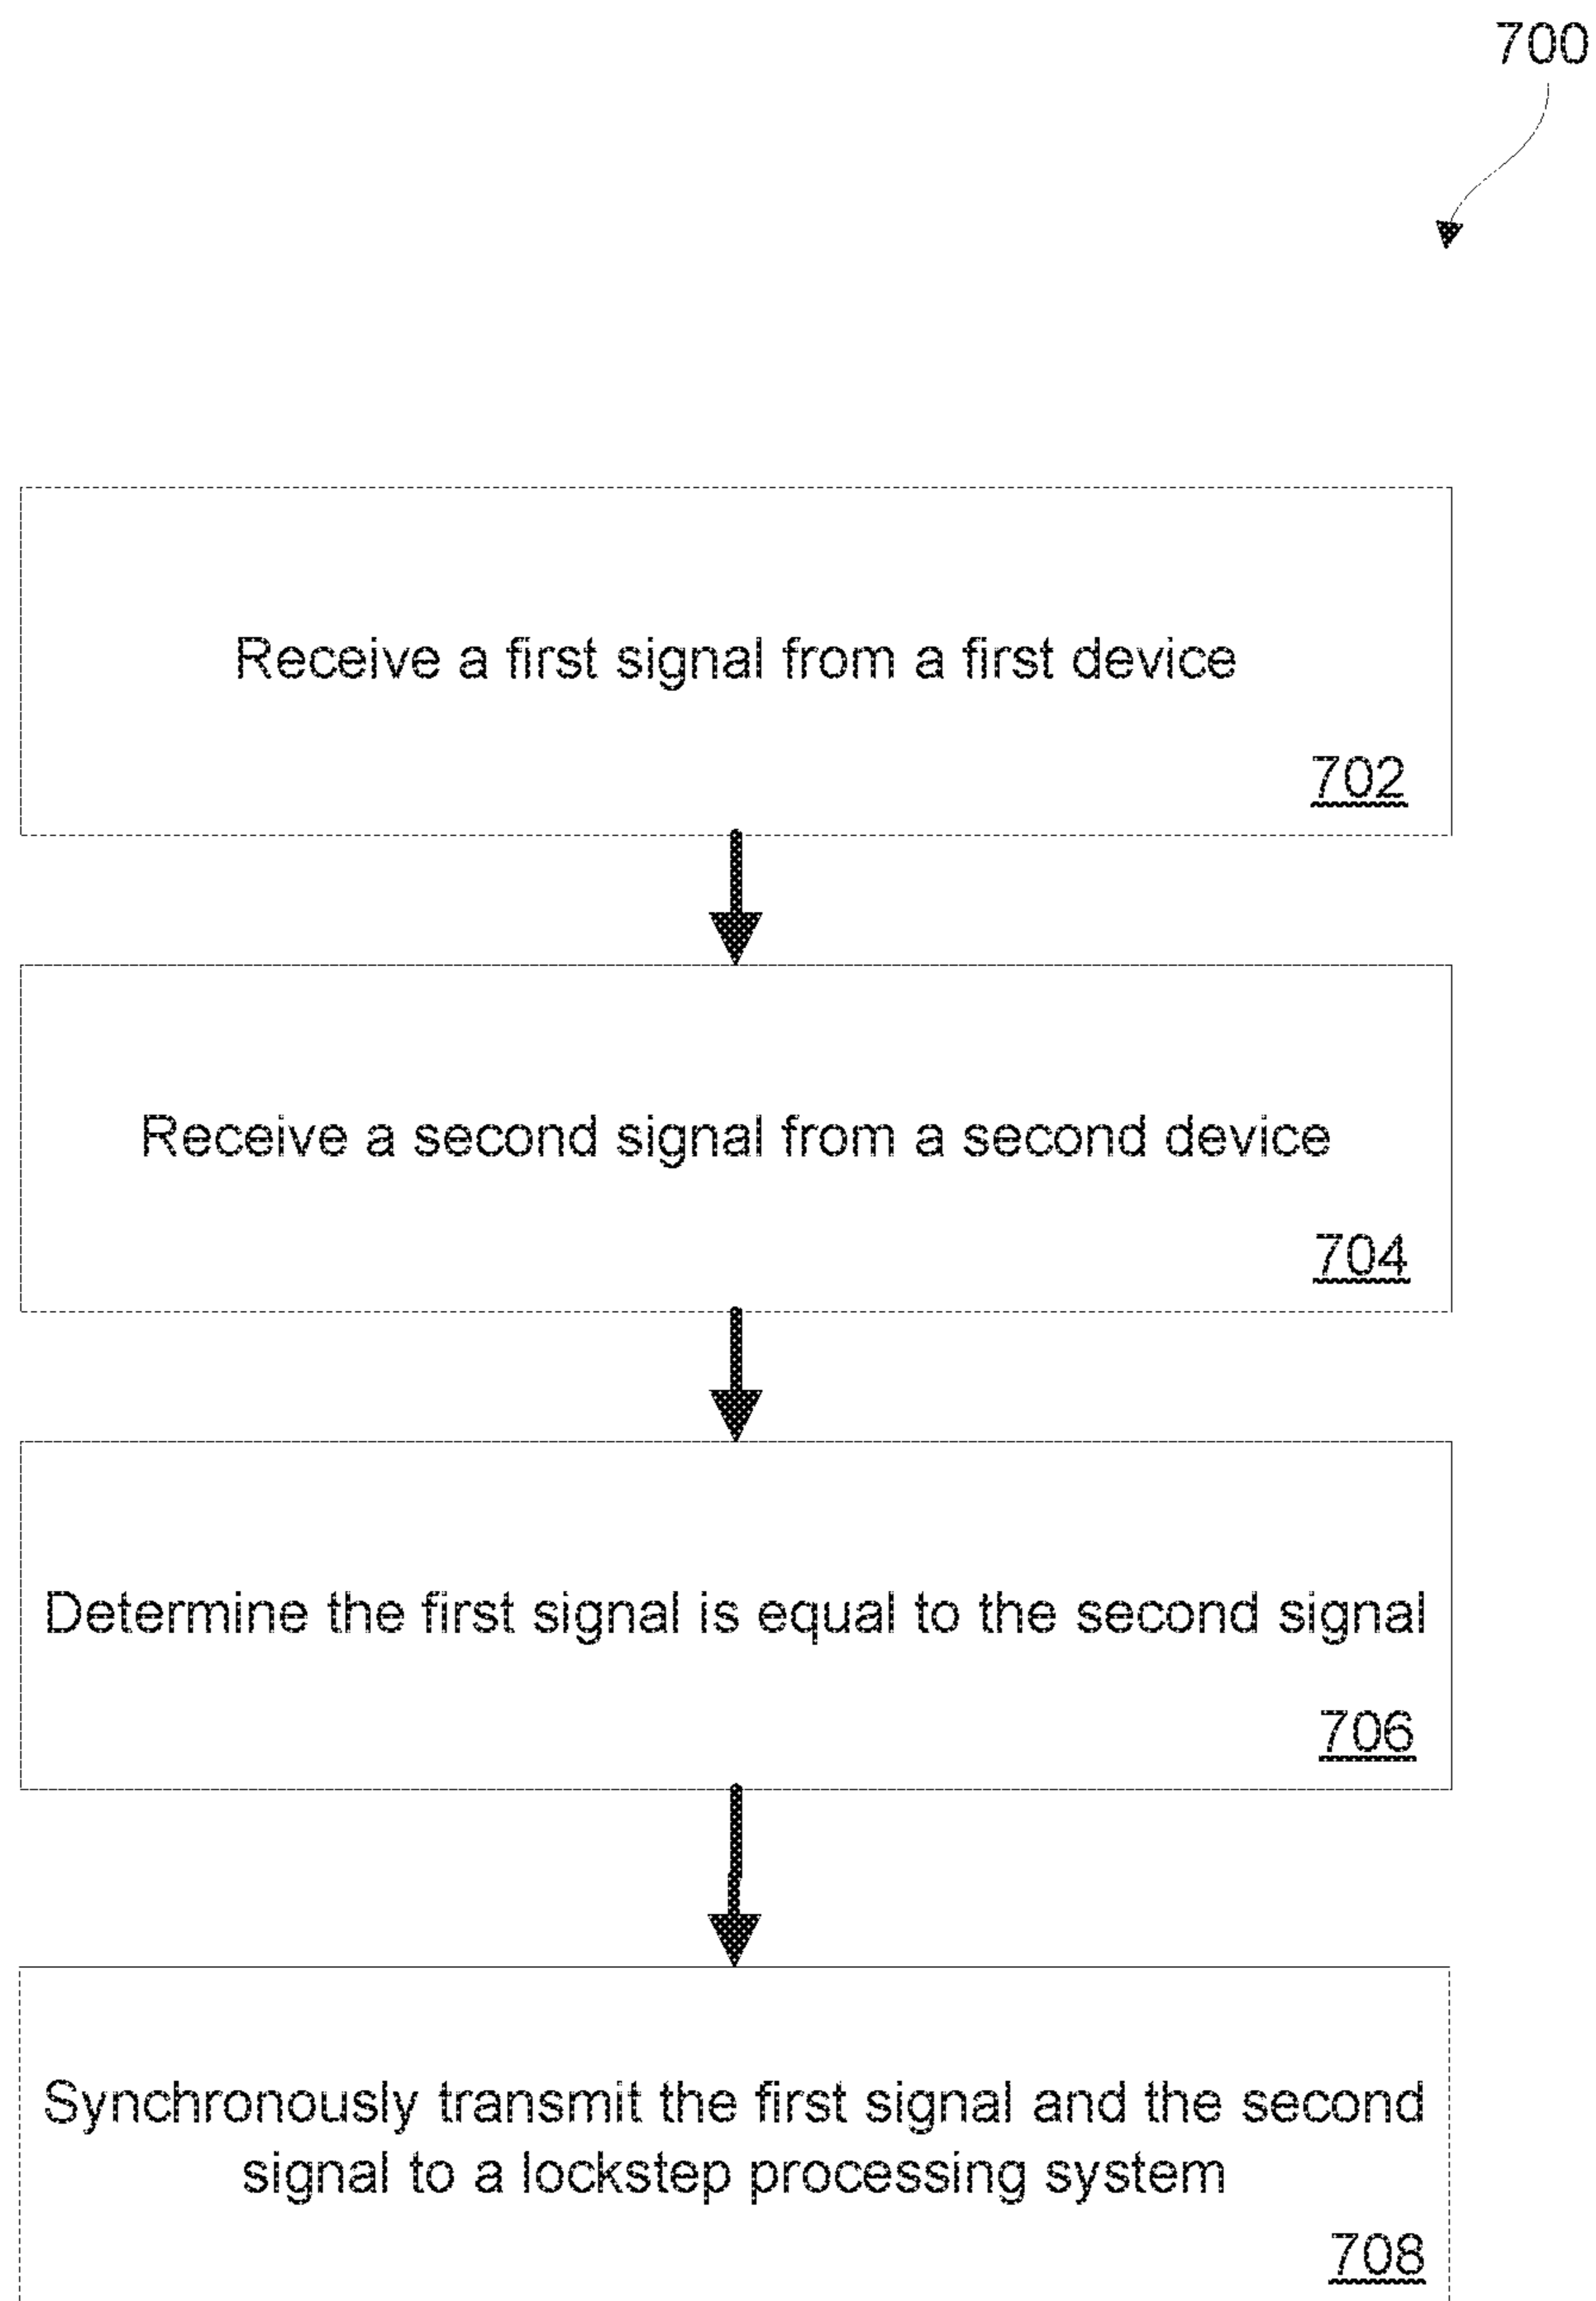 700
Receive a first signal from a first device
702
Receive a second signal from a second device
704
Determine the first signal is equal to the second signal
706
Synchronously transmit the first signal and the second
signal to a lockstep processing system
708